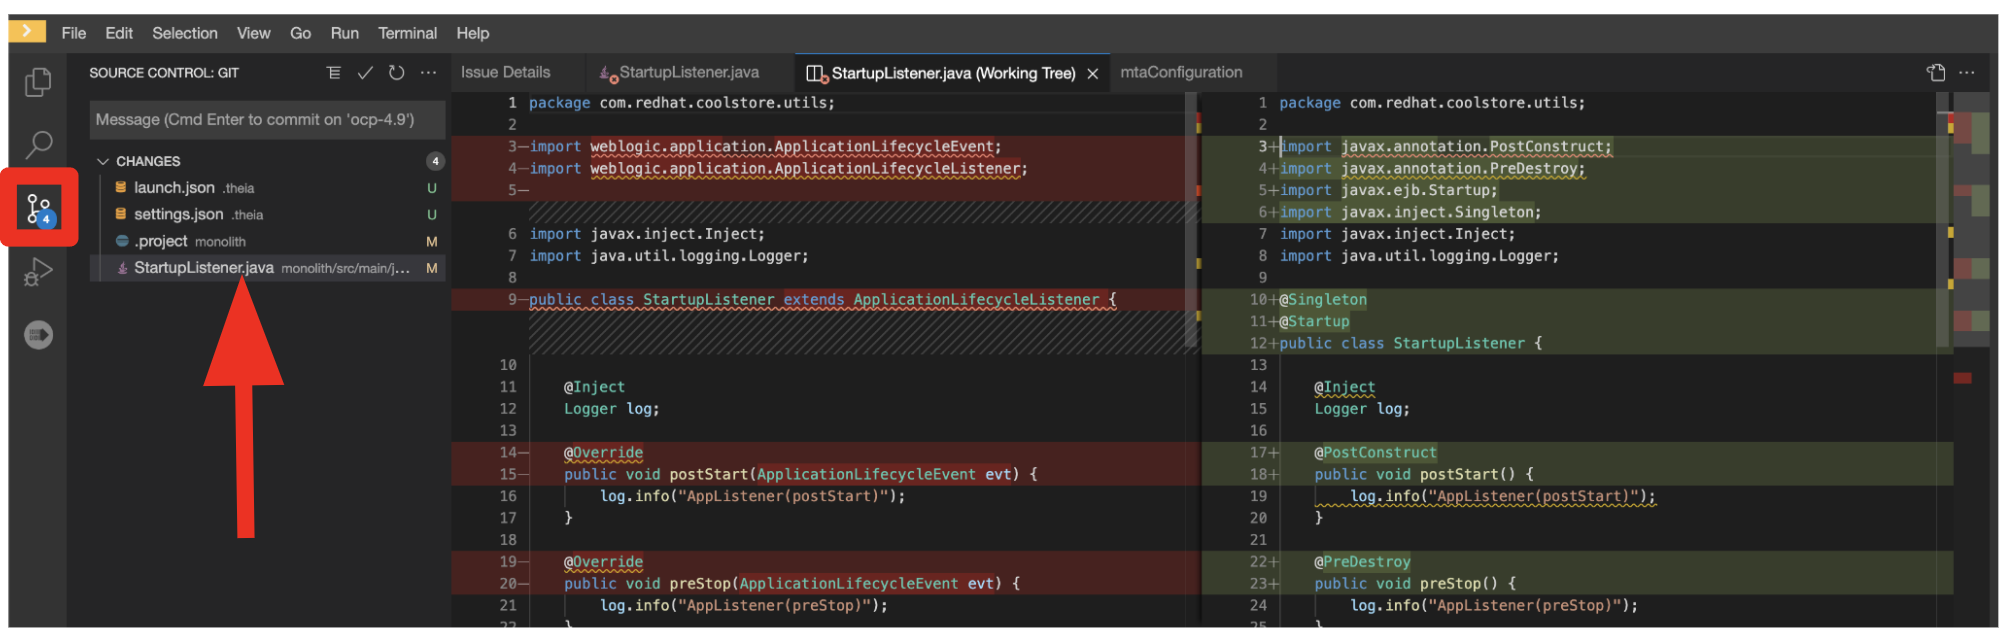 File Edit Selection View Go Run Terminal Help
SOURCE CONTROL: GIT
Message (Cmd Enter to commit on 'ocp-4.9')
CHANGES 4
launch.json .theia U
settings.json .theia U
.project monolith M
StartupListener.java monolith/src/main/j... M
4
Issue Details StartupListener.java StartupListener.java (Working Tree) mtaConfiguration
1 package com.redhat.coolstore.utils;
2
3—import weblogic.application.ApplicationLifecycleEvent;
4—import weblogic.application.ApplicationLifecycleListener;
5—
6 import javax.inject.Inject;
7 import java.util.logging.Logger;
8
9—public class StartupListener extends ApplicationLifecycleListener {
10
11 @Inject
12 Logger log;
13
14— @Override
15— public void postStart(ApplicationLifecycleEvent evt) {
16 log.info("AppListener(postStart)");
17 }
18
19— @Override
20— public void preStop(ApplicationLifecycleEvent evt) {
21 log.info("AppListener(preStop)");
22 }
1 package com.redhat.coolstore.utils;
2
3+import javax.annotation.PostConstruct;
4+import javax.annotation.PreDestroy;
5+import javax.ejb.Startup;
6+import javax.inject.Singleton;
7 import javax.inject.Inject;
8 import java.util.logging.Logger;
9
10+@Singleton
11+@Startup
12+public class StartupListener {
13
14 @Inject
15 Logger log;
16
17+ @PostConstruct
18+ public void postStart() {
19 log.info("AppListener(postStart)");
20 }
21
22+ @PreDestroy
23+ public void preStop() {
24 log.info("AppListener(preStop)");
25 }